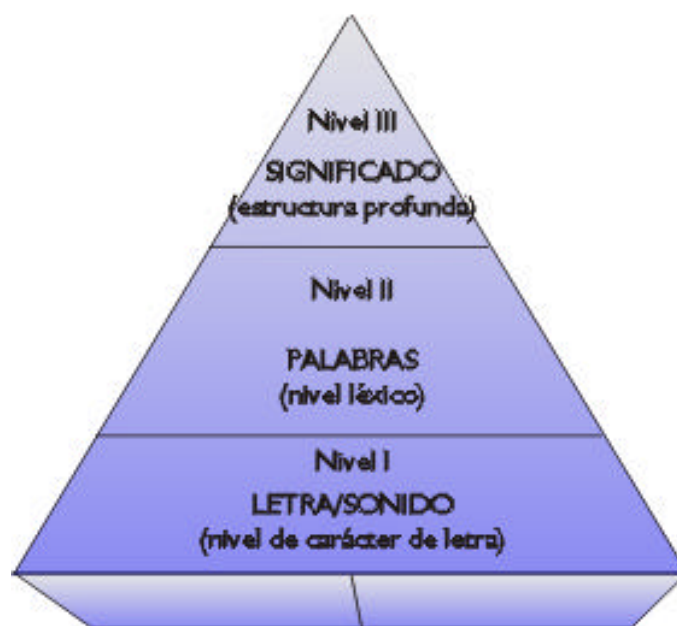 Nivel III
SIGNIFICADO
(estructura profunda)
Nivel II
PALABRAS
(nivel léxico)
Nivel I
LETRA/SONIDO
(nivel de carácter de letra)